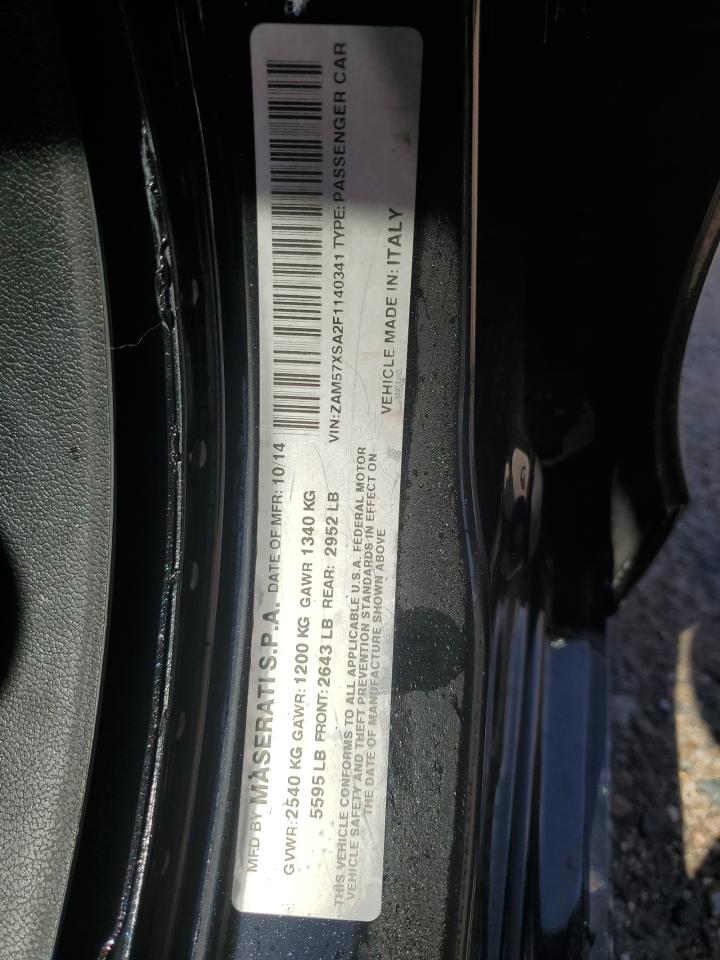 MFD BY MASERATI S.P.A. DATE OF MFR: 10/14
GVWR: 2540 KG GAWR: 1200 KG GAWR 1340 KG
5595 LB FRONT: 2643 LB REAR: 2952 LB
VIN: ZAM57XSA2F1140341 TYPE: PASSENGER CAR
THIS VEHICLE CONFORMS TO ALL APPLICABLE U.S.A. FEDERAL MOTOR
VEHICLE SAFETY AND THEFT PREVENTION STANDARDS IN EFFECT ON
THE DATE OF MANUFACTURE SHOWN ABOVE
VEHICLE MADE IN: ITALY